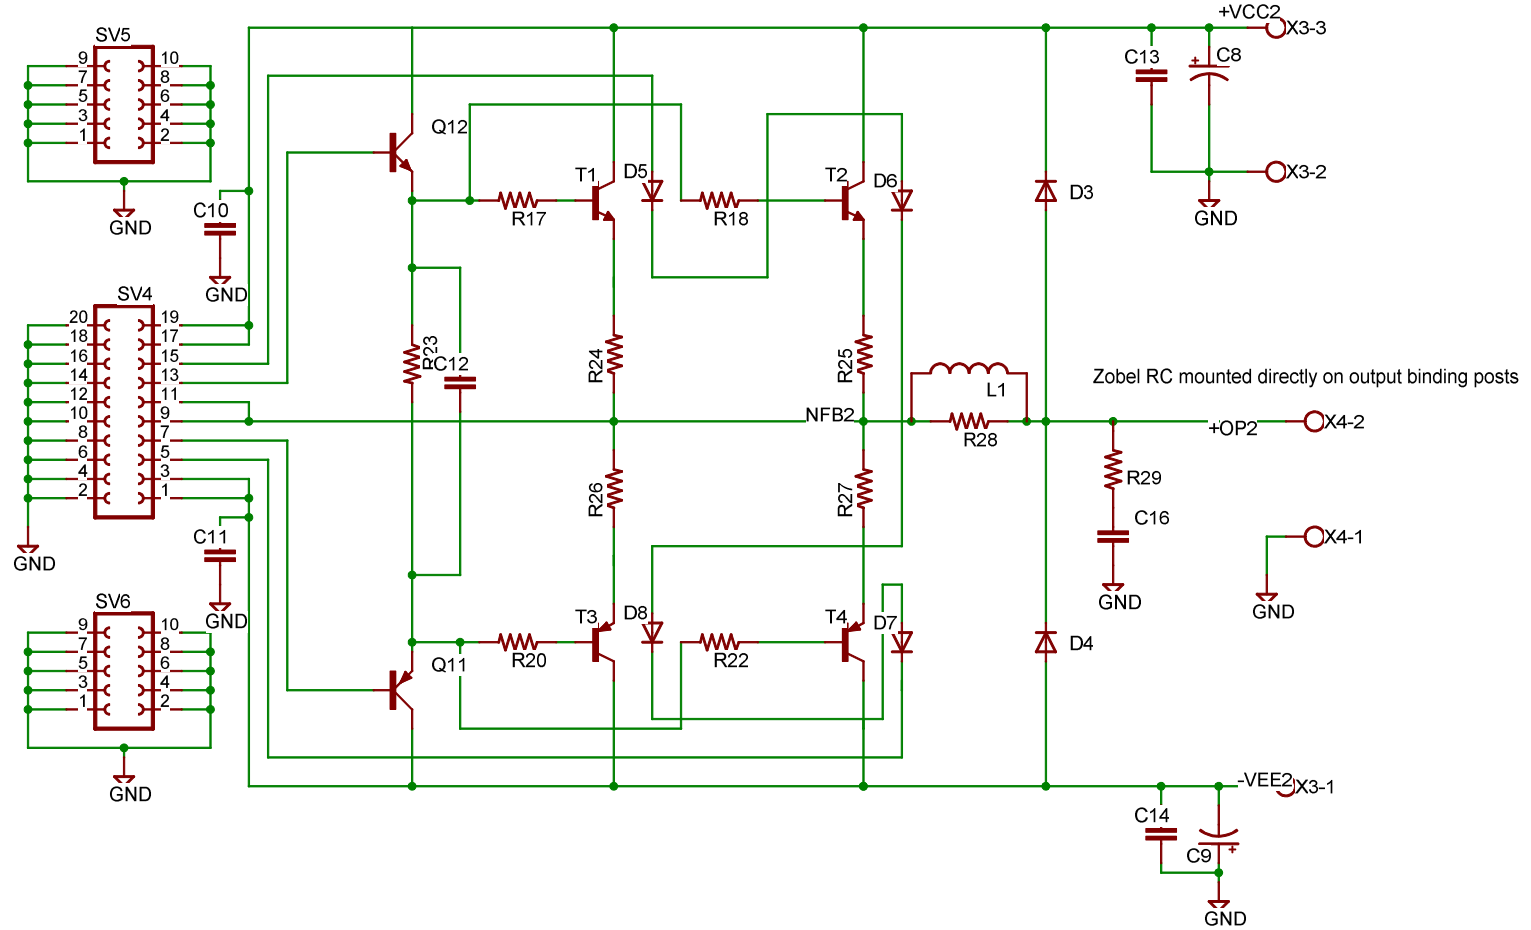 +VCC2
X3-3
SV5
9 10
7 8
5 6
3 4
1 2
GND
C13
C8
X3-2
GND
Q12
T1
D5
T2
D6
D3
R17
R18
C10
GND
SV4
20 19
18 17
16 15
14 13
12 11
10 9
8 7
6 5
4 3
2 1
GND
R23
C12
R24
R25
L1
Zobel RC mounted directly on output binding posts
NFB2
R28
+OP2
X4-2
R26
R27
R29
C16
GND
X4-1
GND
C11
GND
SV6
9 10
7 8
5 6
3 4
1 2
GND
T3
D8
T4
D7
D4
Q11
R20
R22
-VEE2
X3-1
C14
C9
GND